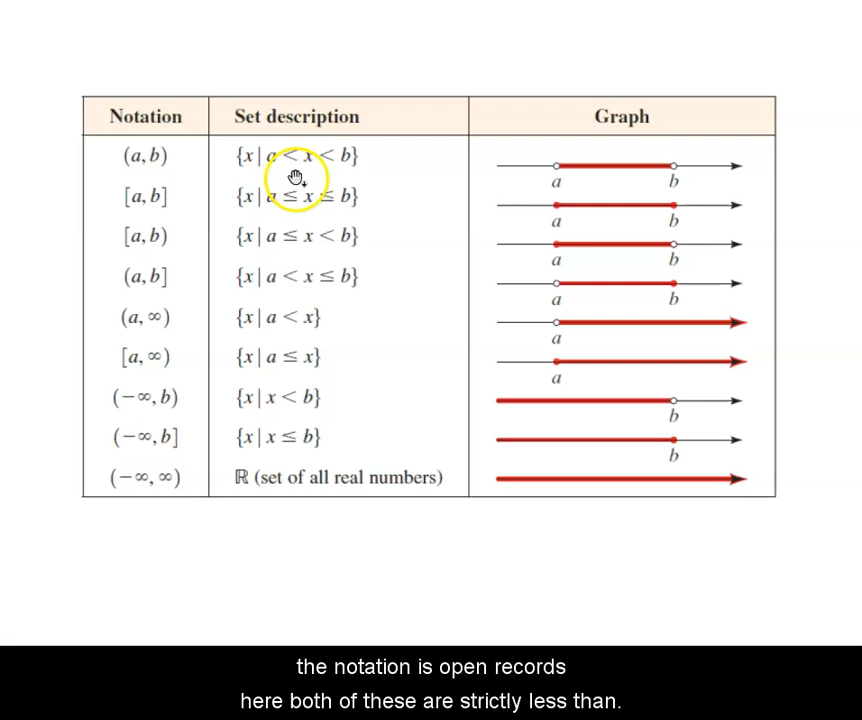 Notation Set description Graph
(a, b) {x | a < x < b}
a b
[a, b] {x | a ≤ x ≤ b}
a b
[a, b) {x | a ≤ x < b}
a b
(a, b] {x | a < x ≤ b}
a b
(a, ∞) {x | a < x}
a
[a, ∞) {x | a ≤ x}
a
(−∞, b) {x | x < b}
b
(−∞, b] {x | x ≤ b}
b
(−∞, ∞) ℝ (set of all real numbers)
the notation is open records
here both of these are strictly less than.